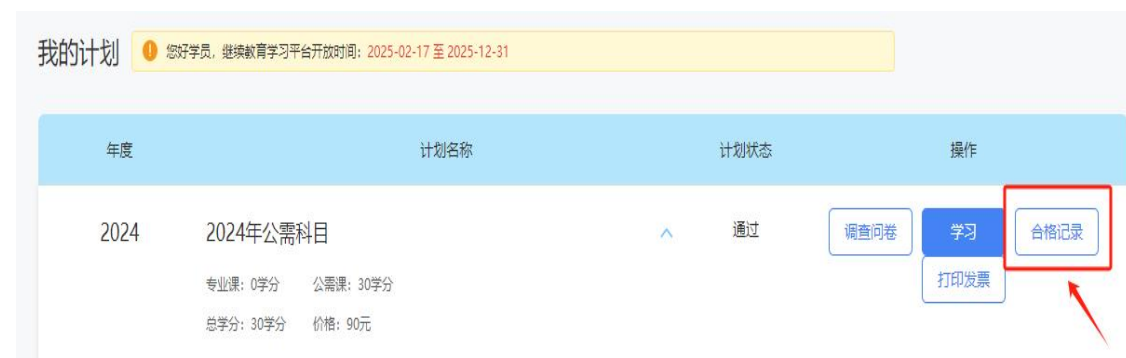 我的计划 您好学员，继续教育学习平台开放时间：2025-02-17 至 2025-12-31
年度 计划名称 计划状态 操作
2024 2024年公需科目 通过 调查问卷 学习 合格记录
专业课：0学分 公需课：30学分 打印发票
总学分：30学分 价格：90元